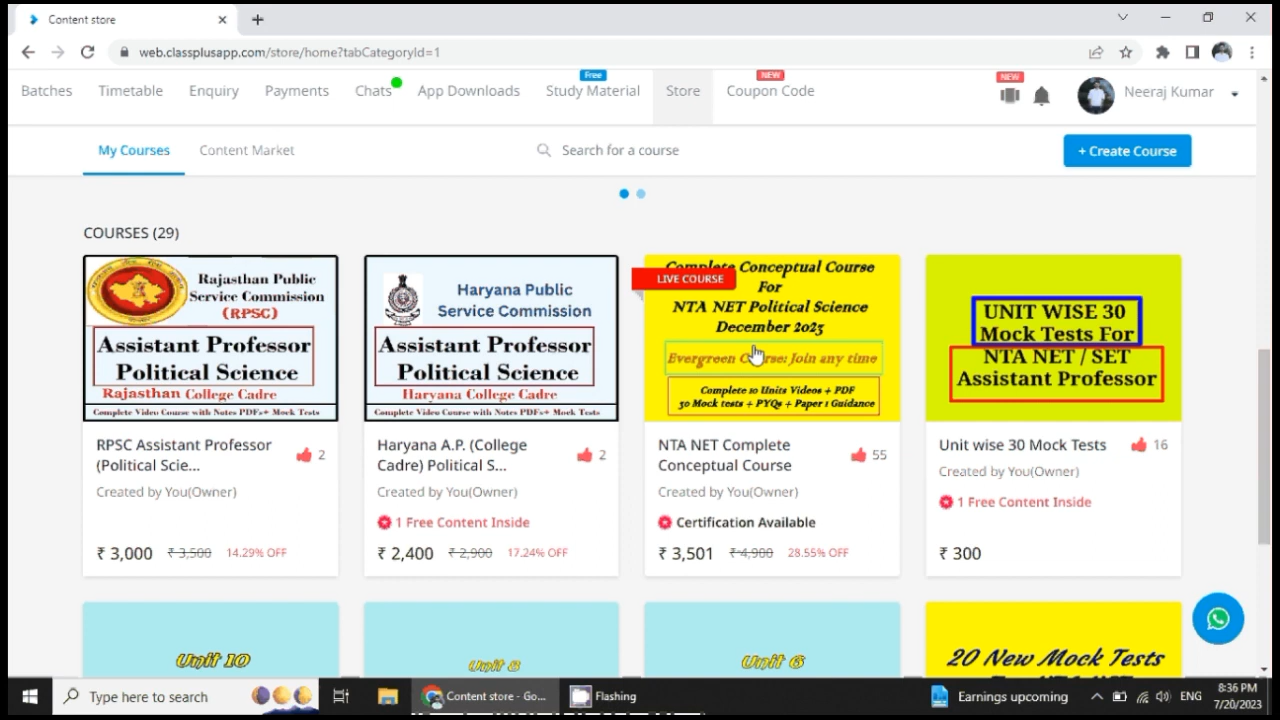 Content store
web.classplusapp.com/store/home?tabCategoryId=1
Free
NEW
NEW
Batches Timetable Enquiry Payments Chats App Downloads Study Material Store Coupon Code Neeraj Kumar
My Courses Content Market Search for a course + Create Course
COURSES (29)
Rajasthan Public
Service Commission
(RPSC)
Assistant Professor
Political Science
Rajasthan College Cadre
Complete Video Course with Notes PDFs+ Mock Tests
RPSC Assistant Professor
(Political Scie...
2
Created by You(Owner)
₹ 3,000 ₹ 3,500 14.29% OFF
Haryana Public
Service Commission
Assistant Professor
Political Science
Haryana College Cadre
Complete Video Course with Notes PDFs+ Mock Tests
Haryana A.P. (College
Cadre) Political S...
2
Created by You(Owner)
1 Free Content Inside
₹ 2,400 ₹ 2,900 17.24% OFF
LIVE COURSE
Complete Conceptual Course
For
NTA NET Political Science
December 2023
Evergreen Course: Join any time
Complete 10 Units Videos + PDF
30 Mock tests + PYQs + Paper 1 Guidance
NTA NET Complete
Conceptual Course
55
Created by You(Owner)
Certification Available
₹ 3,501 ₹ 4,900 28.55% OFF
UNIT WISE 30
Mock Tests For
NTA NET / SET
Assistant Professor
Unit wise 30 Mock Tests 16
Created by You(Owner)
1 Free Content Inside
₹ 300
Unit 10
Unit 8
Unit 6
20 New Mock Tests
Type here to search
Content store - Go...
Flashing
Earnings upcoming
ENG
8:36 PM
7/20/2023